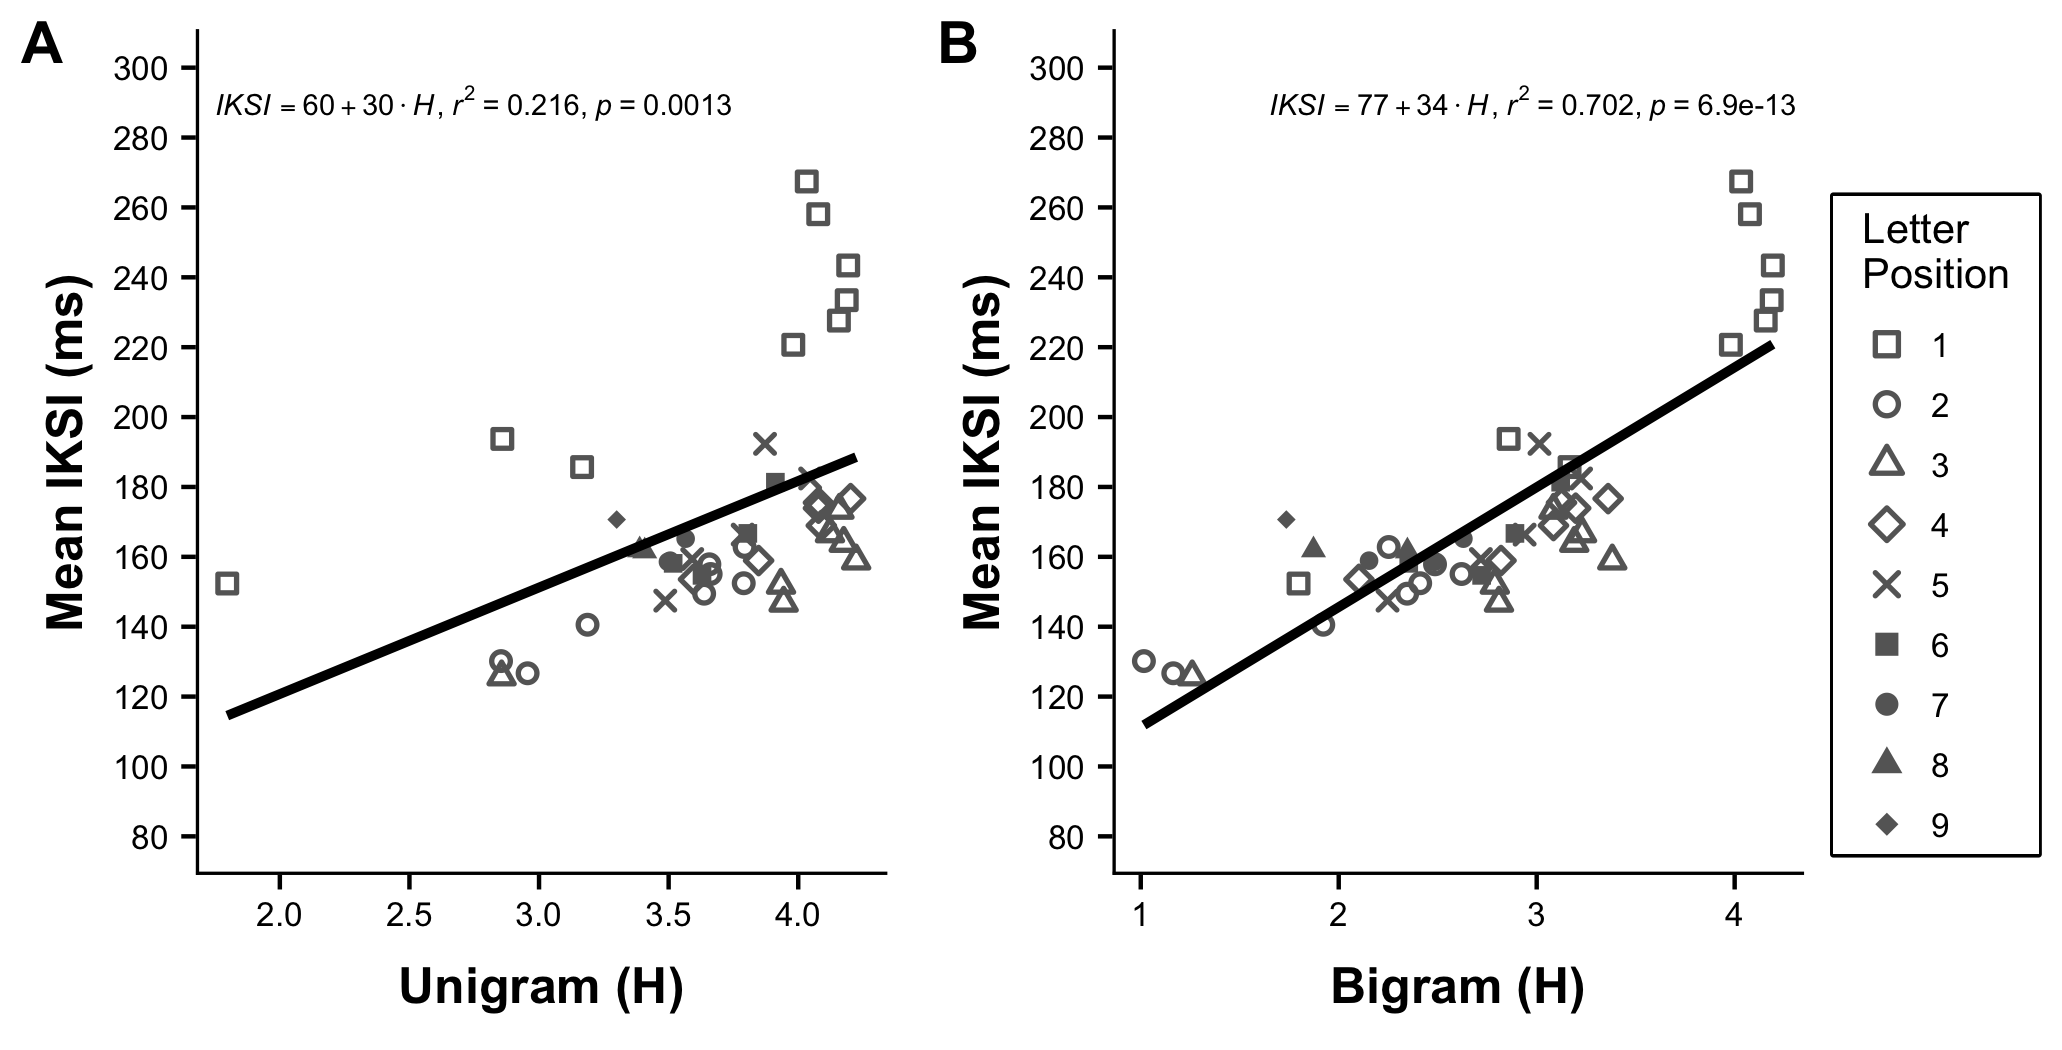 A
IKSI = 60 + 30 · H, r² = 0.216, p = 0.0013
Mean IKSI (ms)
300
280
260
240
220
200
180
160
140
120
100
80
2.0 2.5 3.0 3.5 4.0
Unigram (H)
B
IKSI = 77 + 34 · H, r² = 0.702, p = 6.9e-13
Mean IKSI (ms)
300
280
260
240
220
200
180
160
140
120
100
80
1 2 3 4
Bigram (H)
Letter
Position
1
2
3
4
5
6
7
8
9